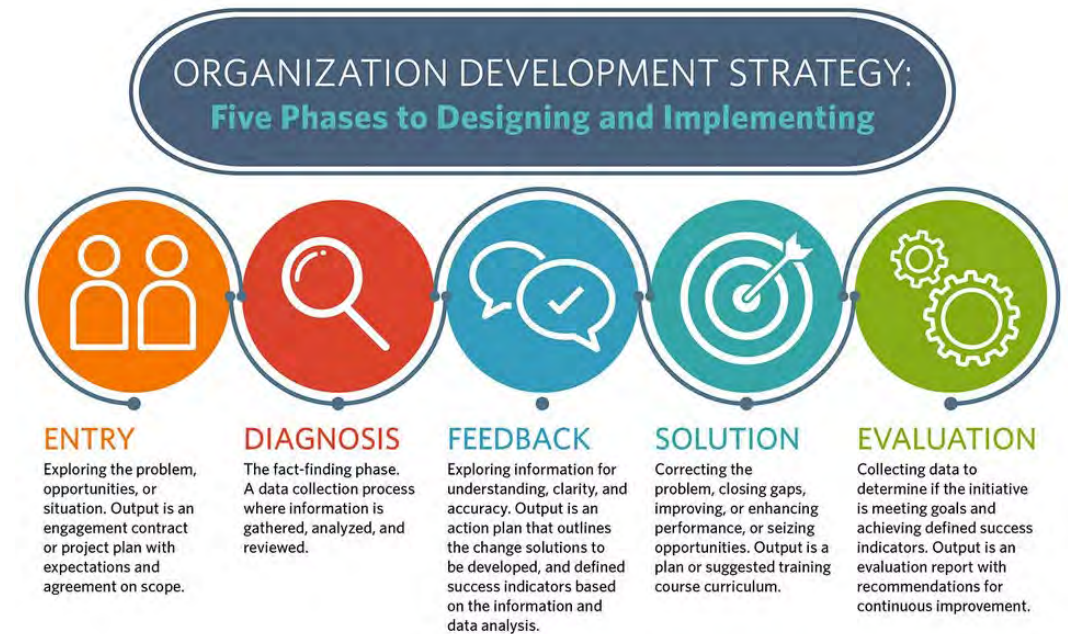 ORGANIZATION DEVELOPMENT STRATEGY:
Five Phases to Designing and Implementing
ENTRY
Exploring the problem,
opportunities, or
situation. Output is an
engagement contract
or project plan with
expectations and
agreement on scope.
DIAGNOSIS
The fact-finding phase.
A data collection process
where information is
gathered, analyzed, and
reviewed.
FEEDBACK
Exploring information for
understanding, clarity, and
accuracy. Output is an
action plan that outlines
the change solutions to
be developed, and defined
success indicators based
on the information and
data analysis.
SOLUTION
Correcting the
problem, closing gaps,
improving, or enhancing
performance, or seizing
opportunities. Output is a
plan or suggested training
course curriculum.
EVALUATION
Collecting data to
determine if the initiative
is meeting goals and
achieving defined success
indicators. Output is an
evaluation report with
recommendations for
continuous improvement.